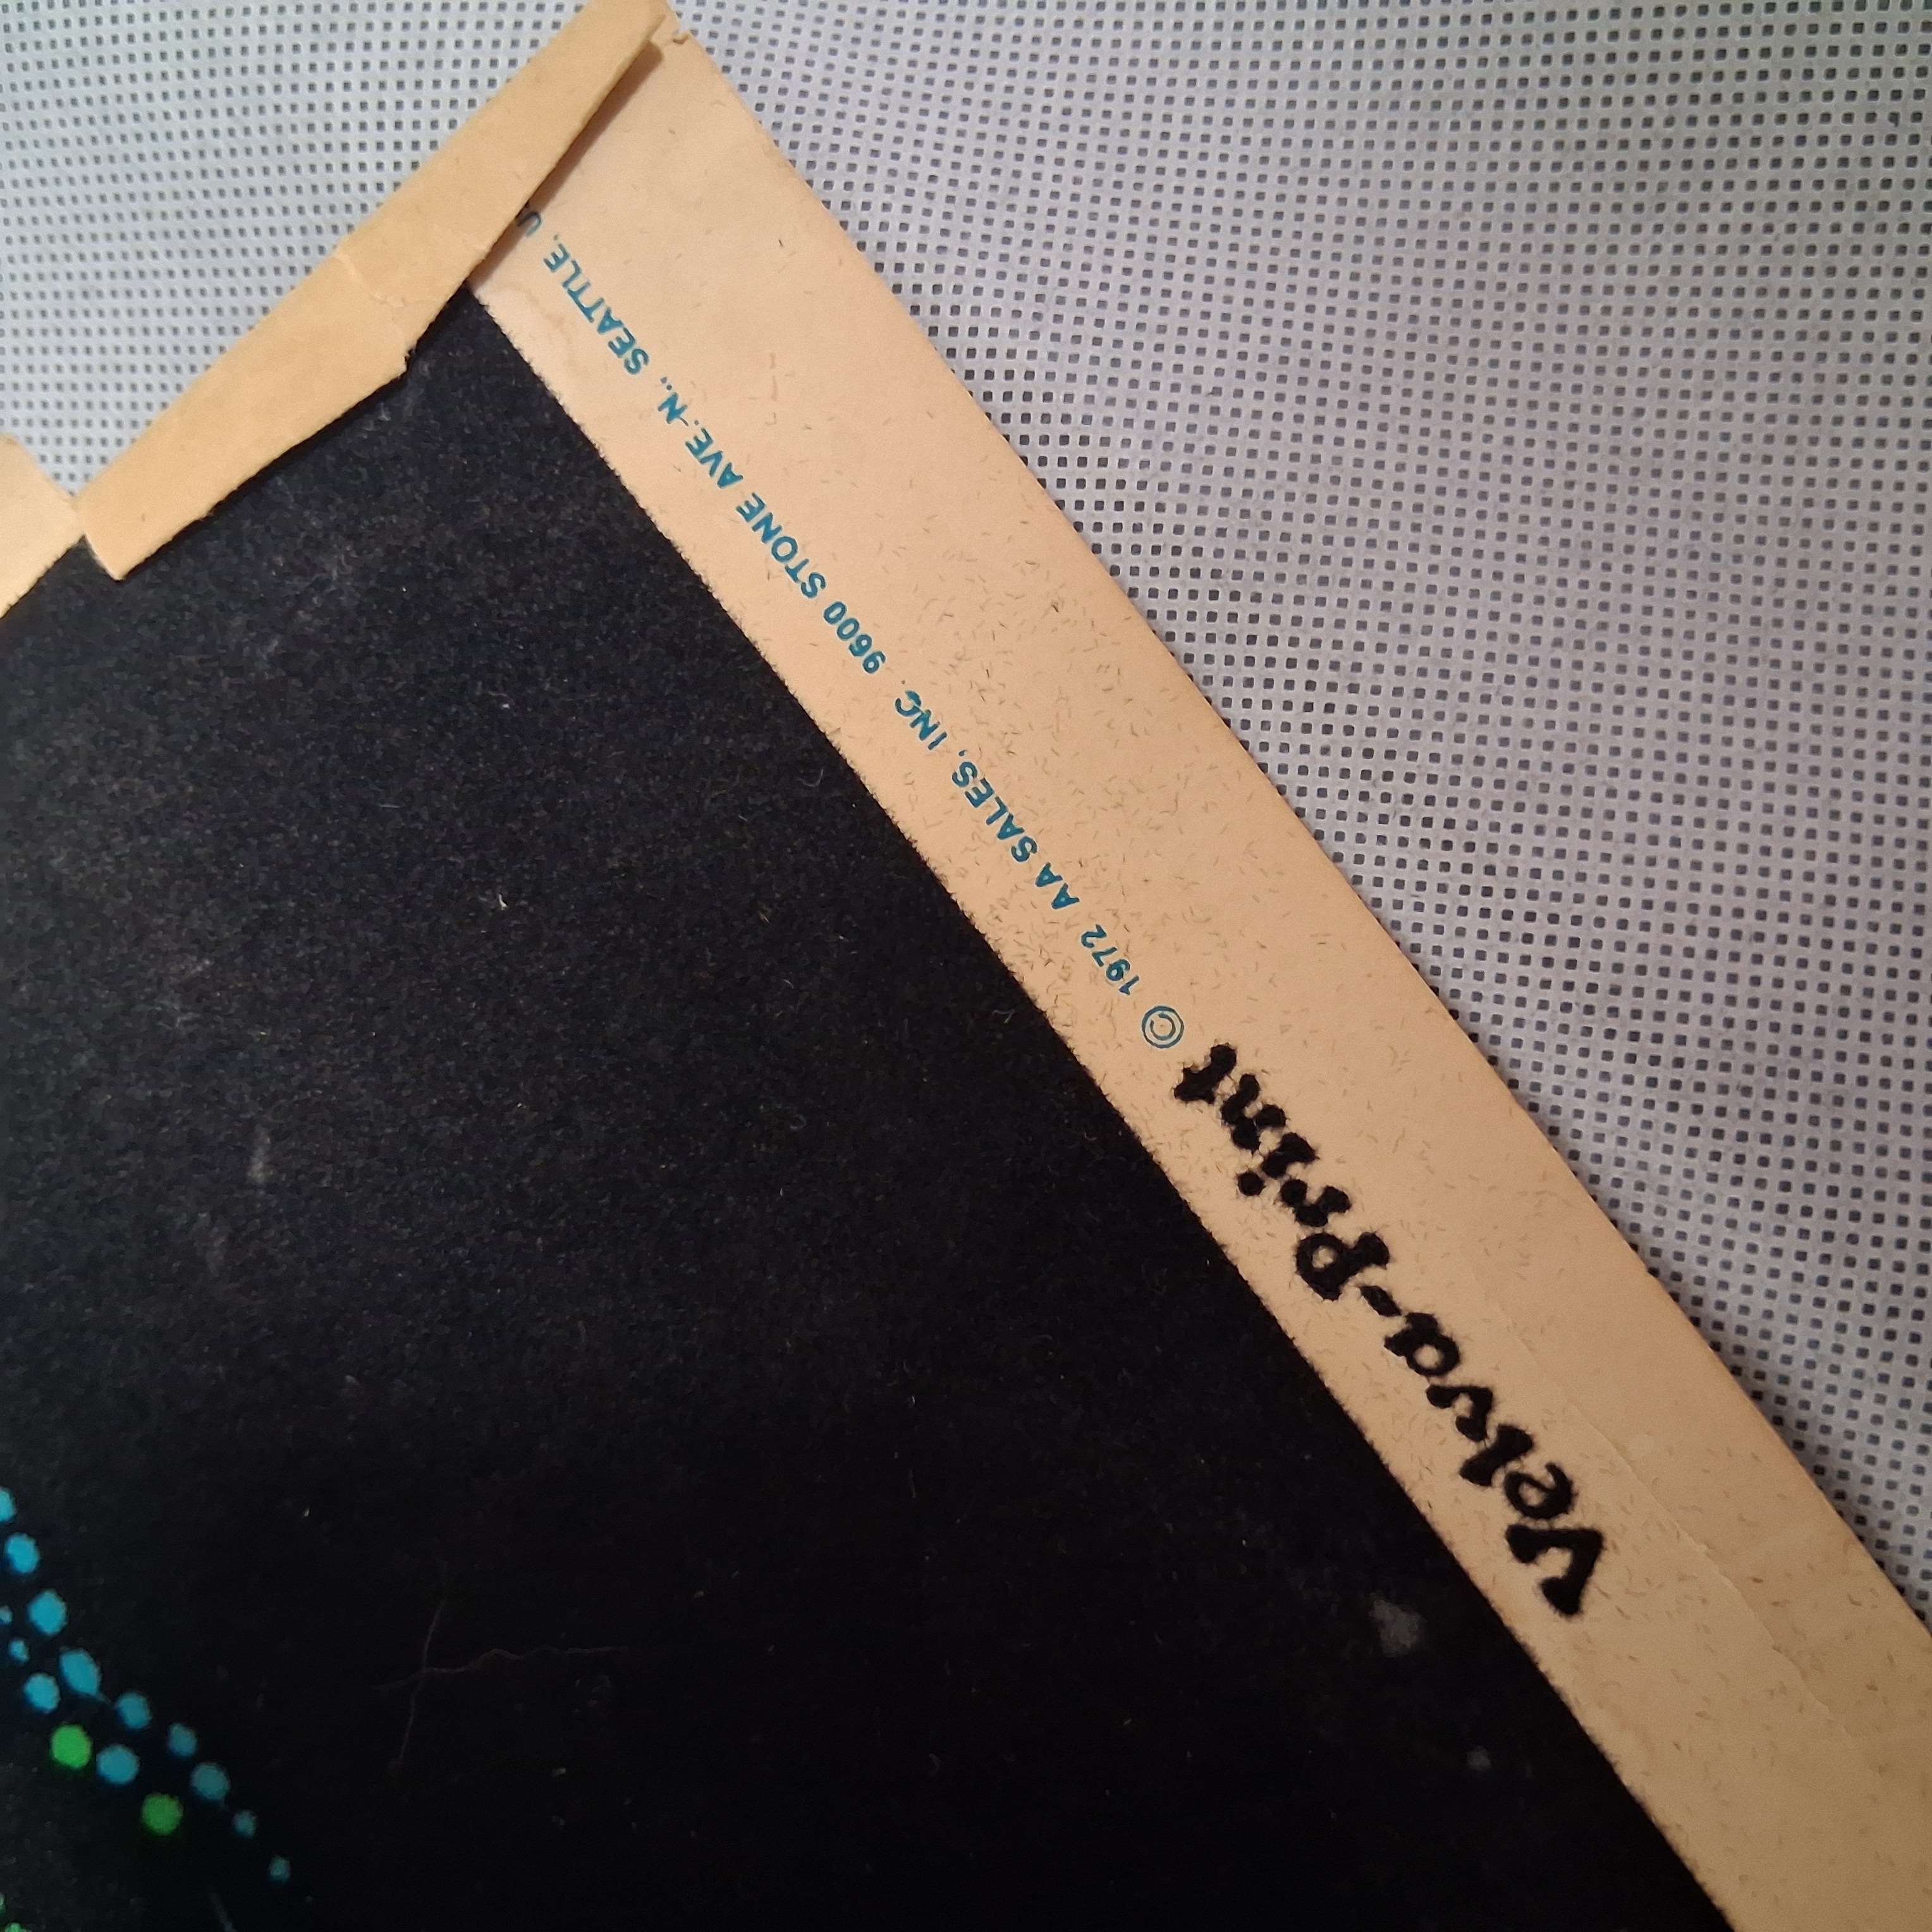 Velva-print © 1972 AA SALES, INC. 9600 STONE AVE. N., SEATTLE,